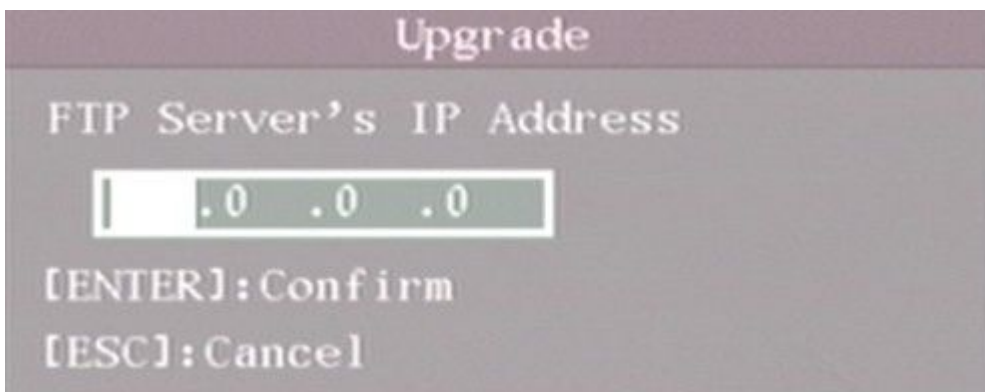 Upgrade
FTP Server's IP Address
.0 .0 .0
[ENTER]:Confirm
[ESC]:Cancel